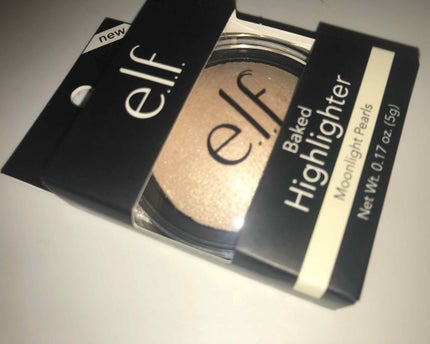 new
e.l.f.
e.l.f
Baked
Highlighter
Moonlight Pearls
Net Wt. 0.17 oz. (5g)